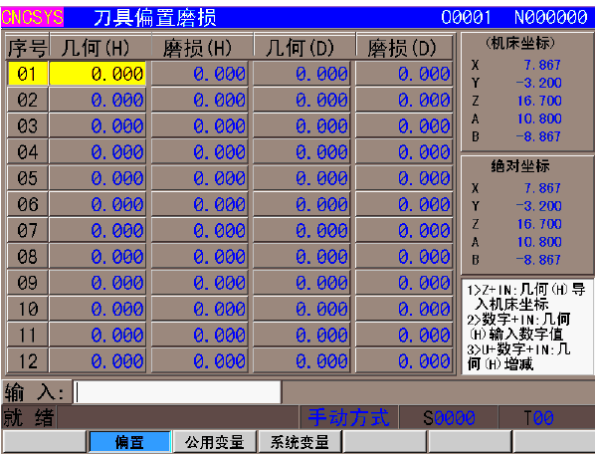 CNCSYS 刀具偏置磨损 O0001 N000000
序号 几何(H) 磨损(H) 几何(D) 磨损(D)
01 0.000 0.000 0.000 0.000
02 0.000 0.000 0.000 0.000
03 0.000 0.000 0.000 0.000
04 0.000 0.000 0.000 0.000
05 0.000 0.000 0.000 0.000
06 0.000 0.000 0.000 0.000
07 0.000 0.000 0.000 0.000
08 0.000 0.000 0.000 0.000
09 0.000 0.000 0.000 0.000
10 0.000 0.000 0.000 0.000
11 0.000 0.000 0.000 0.000
12 0.000 0.000 0.000 0.000
(机床坐标)
X 7.867
Y -3.200
Z 16.700
A 10.800
B -8.867
绝对坐标
X 7.867
Y -3.200
Z 16.700
A 10.800
B -8.867
1>Z+IN:几何(H)导
入机床坐标
2>数字+IN:几何
(H)输入数字值
3>U+数字+IN:几
何(H)增减
输 入:
就 绪 手动方式 S0000 T00
偏置 公用变量 系统变量